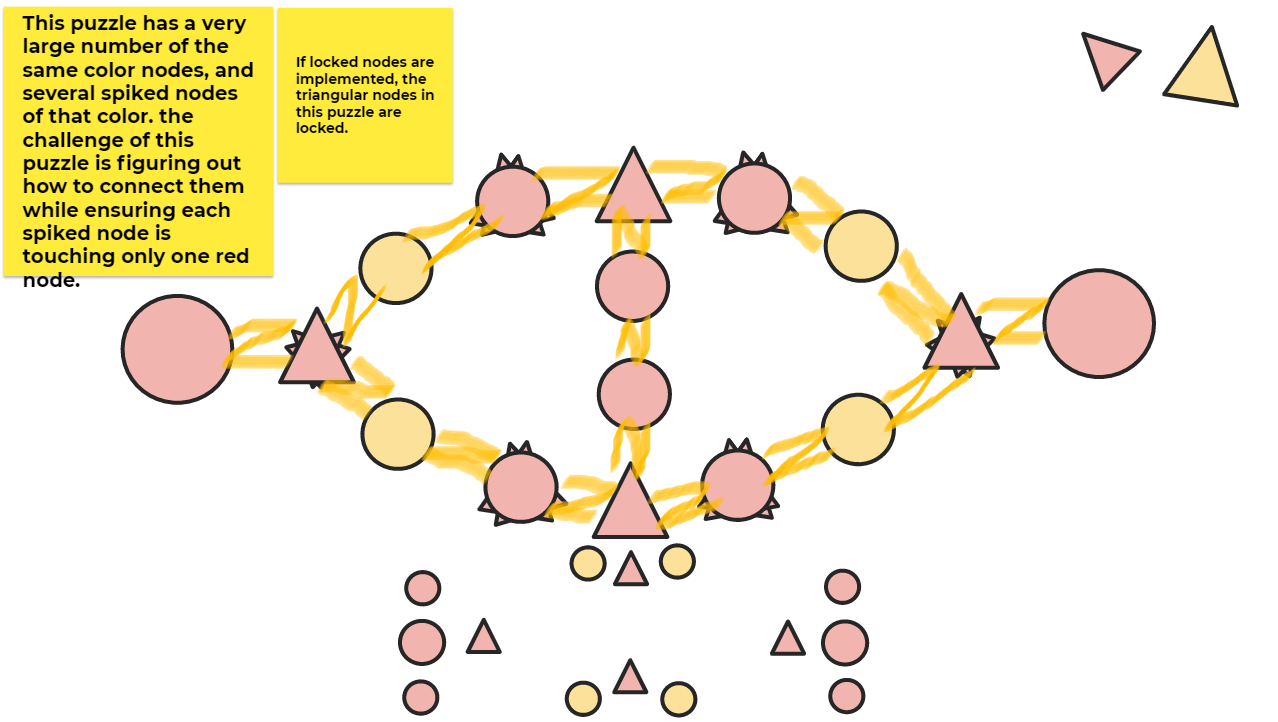 This puzzle has a very
large number of the
same color nodes, and
several spiked nodes
of that color. the
challenge of this
puzzle is figuring out
how to connect them
while ensuring each
spiked node is
touching only one red
node.
If locked nodes are
implemented, the
triangular nodes in
this puzzle are
locked.